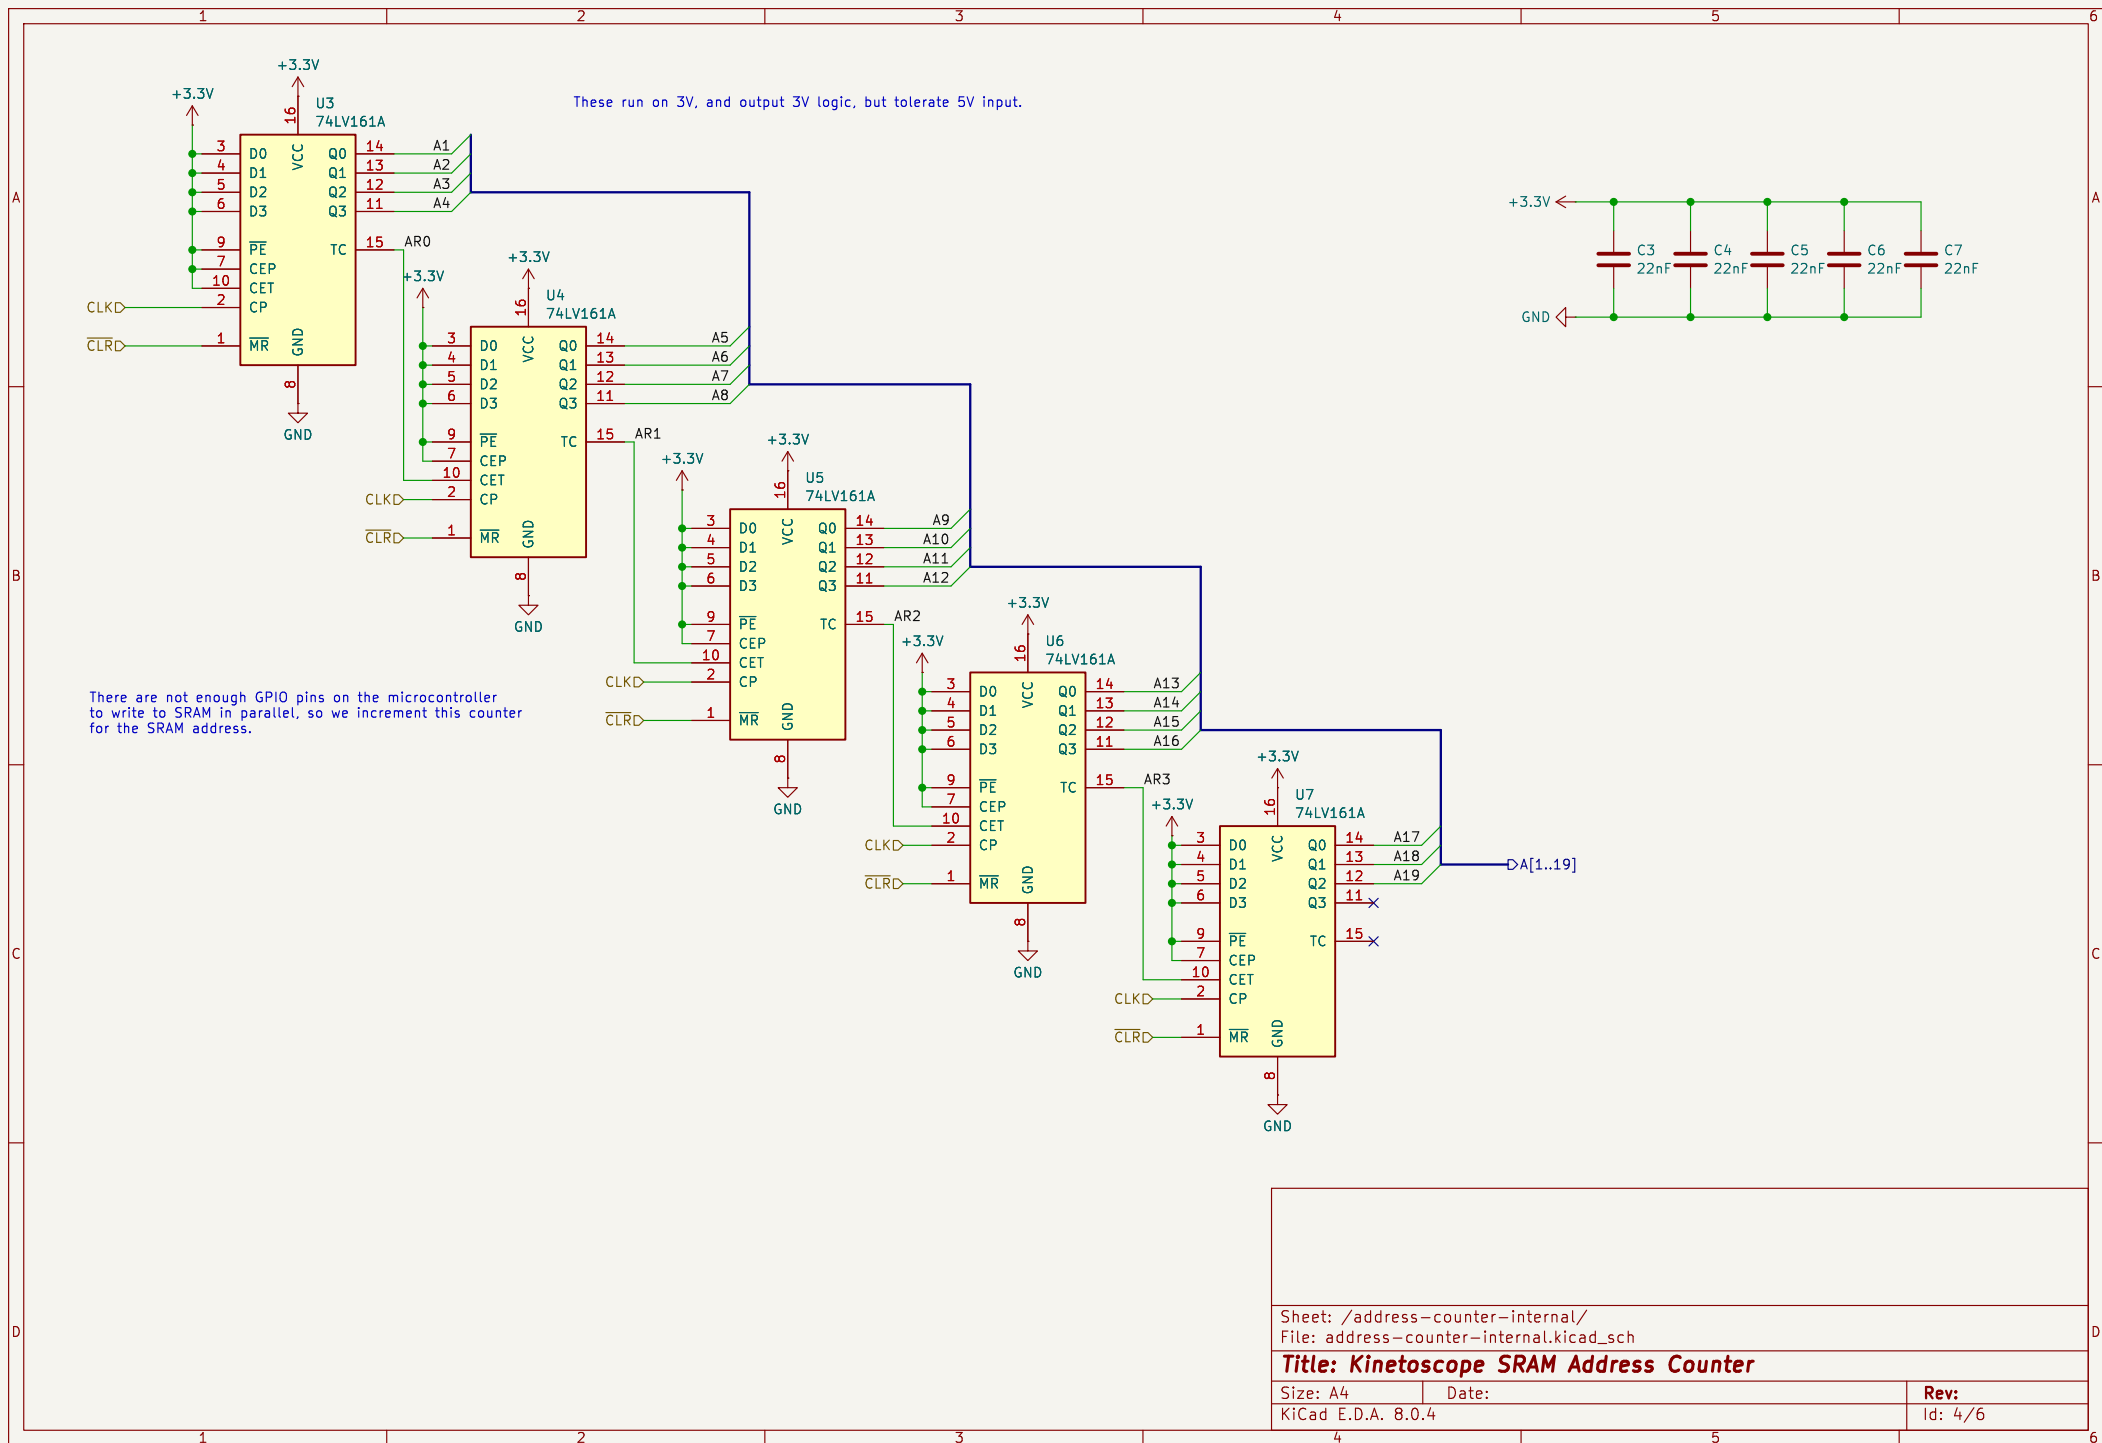 1 2 3 4 5 6
+3.3V
+3.3V
These run on 3V, and output 3V logic, but tolerate 5V input.
U3
74LV161A
16
3 D0 VCC Q0 14 A1
4 D1 Q1 13 A2
5 D2 Q2 12 A3
6 D3 Q3 11 A4
9 PE TC 15 AR0
7 CEP
10 CET
CLK 2 CP
CLR 1 MR GND
8
GND
A
A
+3.3V
GND
C3
22nF
C4
22nF
C5
22nF
C6
22nF
C7
22nF
+3.3V
+3.3V
U4
74LV161A
16
3 D0 VCC Q0 14 A5
4 D1 Q1 13 A6
5 D2 Q2 12 A7
6 D3 Q3 11 A8
9 PE TC 15 AR1
7 CEP
10 CET
CLK 2 CP
CLR 1 MR GND
8
GND
+3.3V
+3.3V
U5
74LV161A
16
3 D0 VCC Q0 14 A9
4 D1 Q1 13 A10
5 D2 Q2 12 A11
6 D3 Q3 11 A12
9 PE TC 15 AR2
7 CEP
10 CET
CLK 2 CP
CLR 1 MR GND
8
GND
B
B
There are not enough GPIO pins on the microcontroller
to write to SRAM in parallel, so we increment this counter
for the SRAM address.
+3.3V
+3.3V
U6
74LV161A
16
3 D0 VCC Q0 14 A13
4 D1 Q1 13 A14
5 D2 Q2 12 A15
6 D3 Q3 11 A16
9 PE TC 15 AR3
7 CEP
10 CET
CLK 2 CP
CLR 1 MR GND
8
GND
+3.3V
+3.3V
U7
74LV161A
16
3 D0 VCC Q0 14 A17
4 D1 Q1 13 A18
5 D2 Q2 12 A19
6 D3 Q3 11
9 PE TC 15
7 CEP
10 CET
CLK 2 CP
CLR 1 MR GND
8
GND
A[1..19]
C
C
D
D
Sheet: /address-counter-internal/
File: address-counter-internal.kicad_sch
Title: Kinetoscope SRAM Address Counter
Size: A4 Date: Rev:
KiCad E.D.A. 8.0.4 Id: 4/6
1 2 3 4 5 6